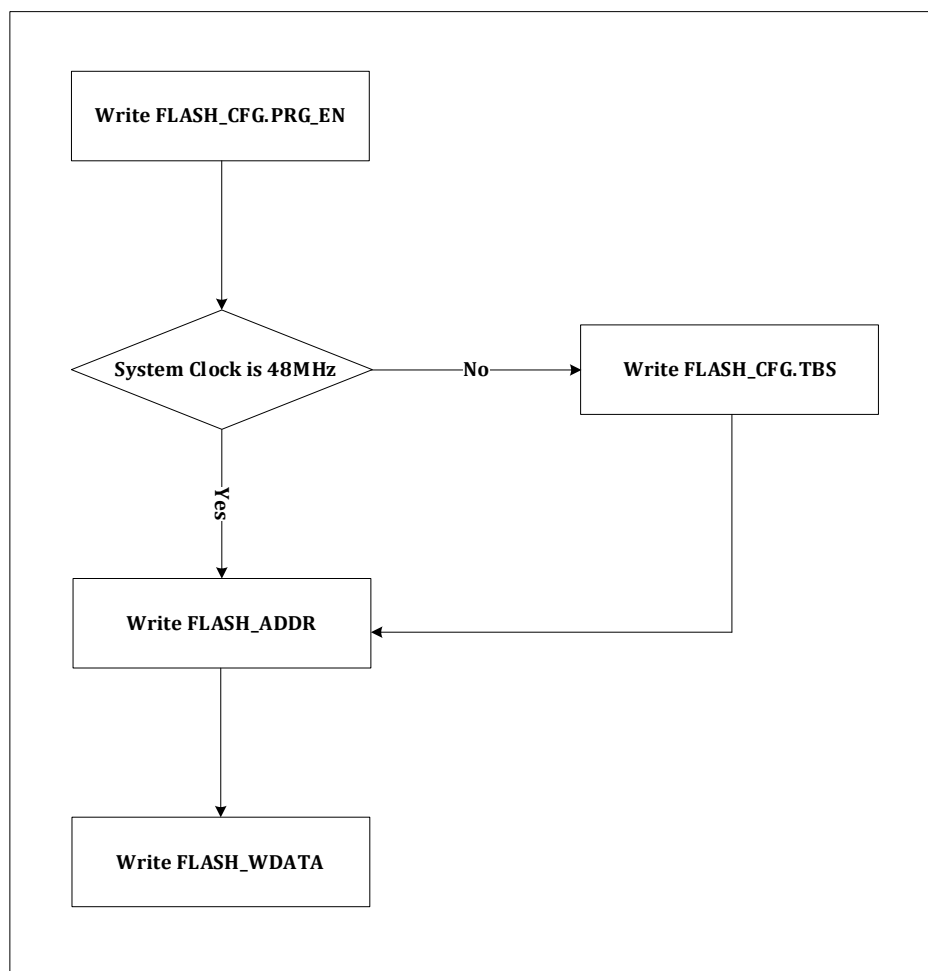 Write FLASH_CFG.PRG_EN
System Clock is 48MHz
No
Write FLASH_CFG.TBS
Yes
Write FLASH_ADDR
Write FLASH_WDATA